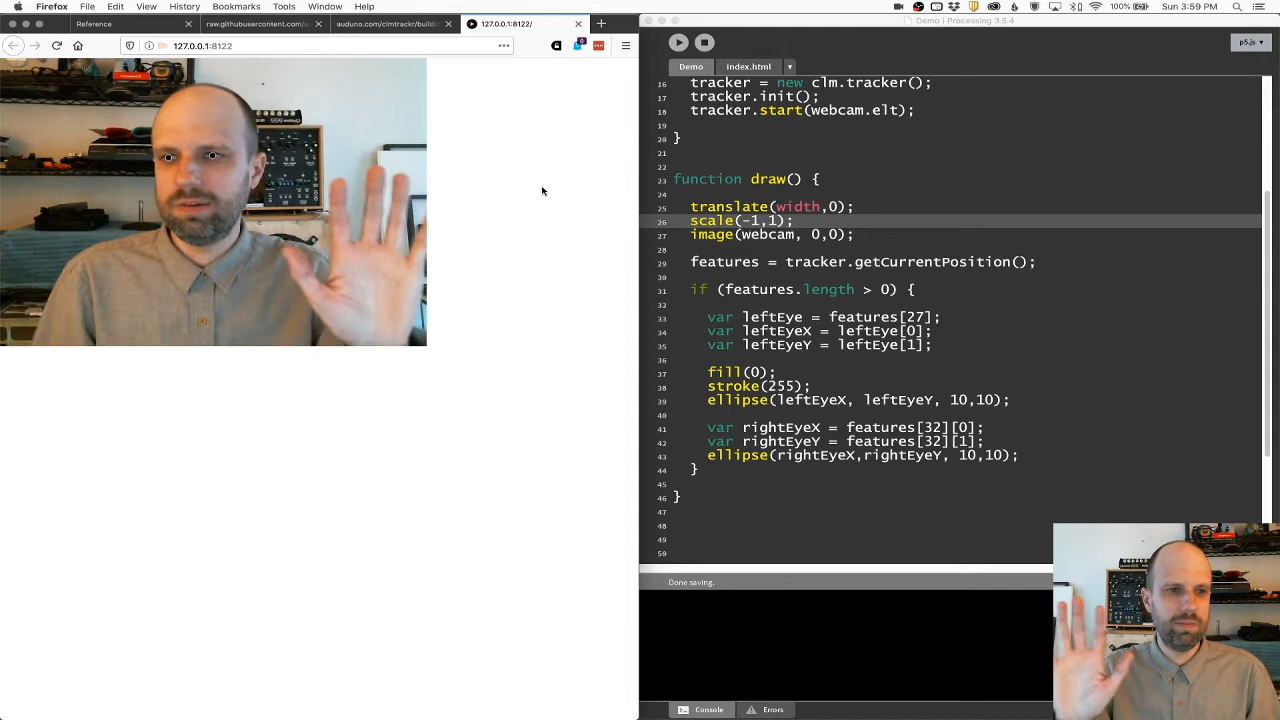 Firefox File Edit View History Bookmarks Tools Window Help
100% Sun 3:59 PM
Reference
raw.githubusercontent.com/a
auduno.com/clmtrackr/build/
127.0.0.1:8122/
127.0.0.1:8122
Demo | Processing 3.5.4
p5.js
Demo index.html
16 tracker = new clm.tracker();
17 tracker.init();
18 tracker.start(webcam.elt);
19
20 }
21
22
23 function draw() {
24
25 translate(width,0);
26 scale(-1,1);
27 image(webcam, 0,0);
28
29 features = tracker.getCurrentPosition();
30
31 if (features.length > 0) {
32
33 var leftEye = features[27];
34 var leftEyeX = leftEye[0];
35 var leftEyeY = leftEye[1];
36
37 fill(0);
38 stroke(255);
39 ellipse(leftEyeX, leftEyeY, 10,10);
40
41 var rightEyeX = features[32][0];
42 var rightEyeY = features[32][1];
43 ellipse(rightEyeX,rightEyeY, 10,10);
44 }
45
46 }
47
48
49
50
Done saving.
Console Errors